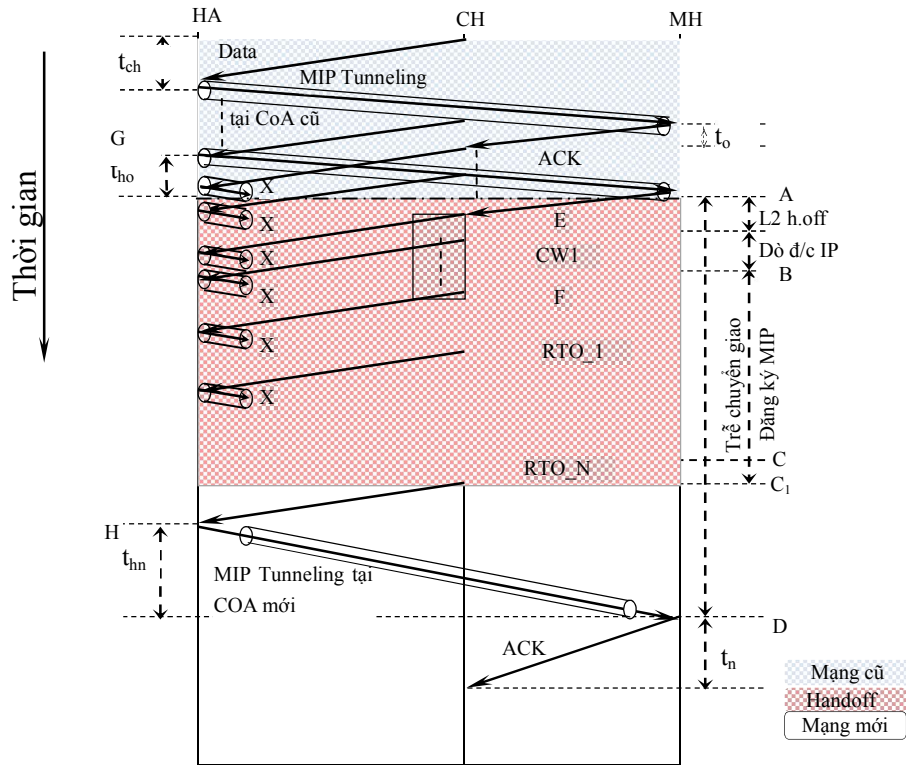 HA
CH
MH
t_ch
Data
MIP Tunneling
tại CoA cũ
t_o
G
ACK
t_ho
X
A
X
E
L2 h.off
Thời gian
X
CW1
Dò đ/c IP
X
F
B
X
RTO_1
X
Trễ chuyển giao
Đăng ký MIP
RTO_N
C
C₁
H
t_hn
MIP Tunneling tại
COA mới
D
ACK
t_n
Mạng cũ
Handoff
Mạng mới